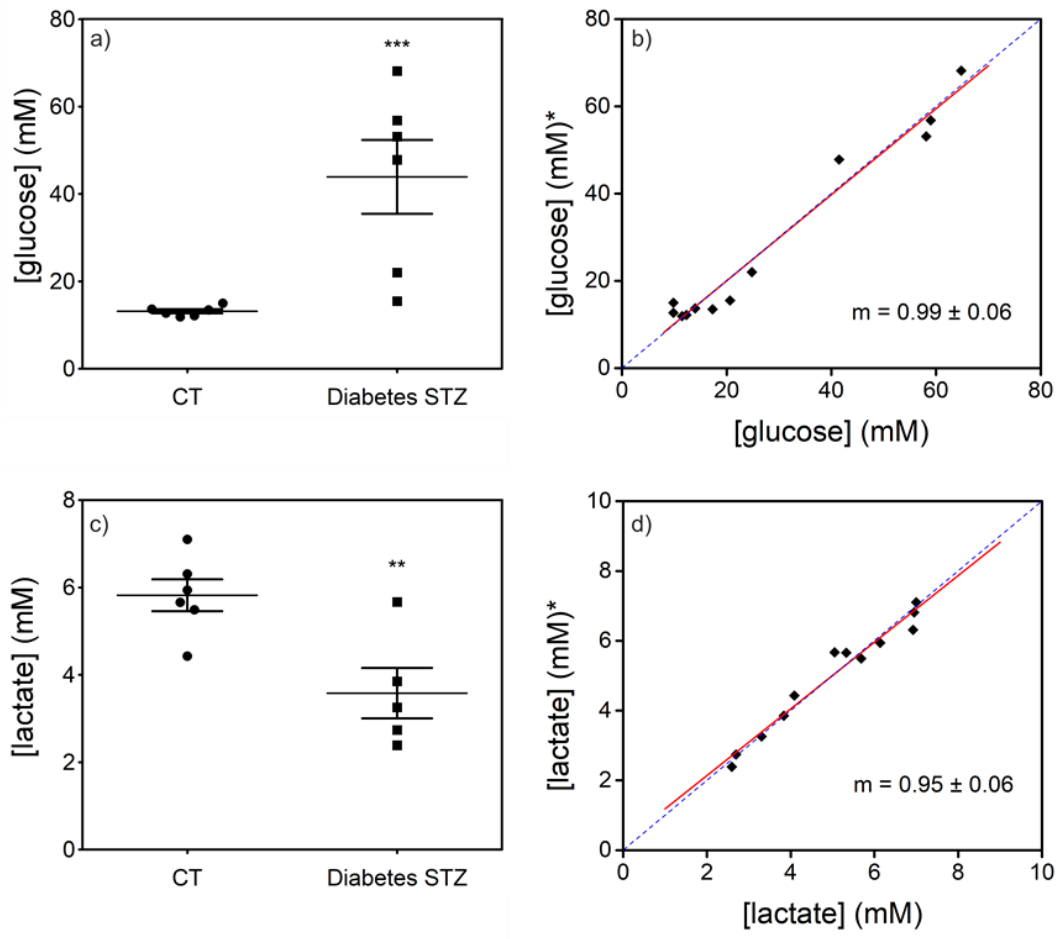 a)
***
[glucose] (mM)
80
60
40
20
0
CT
Diabetes STZ
b)
[glucose] (mM)*
80
60
40
20
0
m = 0.99 ± 0.06
0
20
40
60
80
[glucose] (mM)
c)
**
[lactate] (mM)
8
6
4
2
0
CT
Diabetes STZ
d)
[lactate] (mM)*
10
8
6
4
2
0
m = 0.95 ± 0.06
0
2
4
6
8
10
[lactate] (mM)